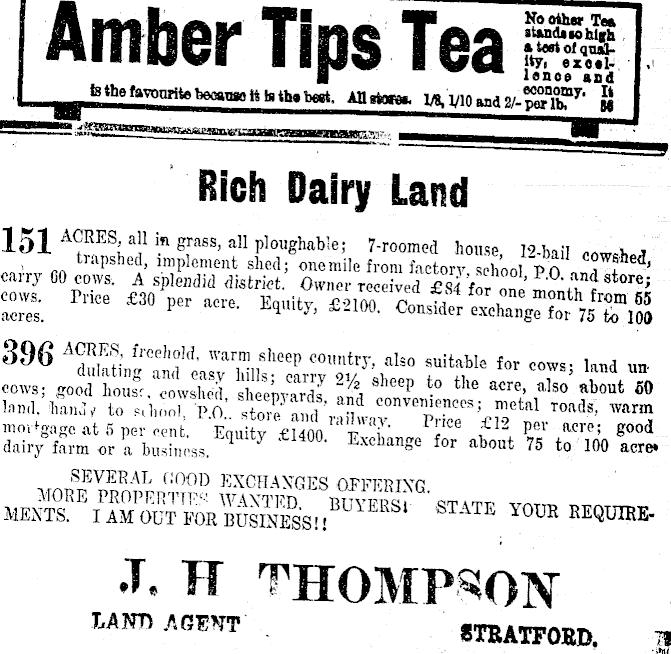 Amber Tips Tea
No other Tea
stands so high
a test of qual-
ity, excel-
lence and
economy. It
is the favourite because it is the best. All stores. 1/8, 1/10 and 2/- per lb. 56
Rich Dairy Land
151 ACRES, all in grass, all ploughable; 7-roomed house, 12-bail cowshed,
trapshed, implement shed; one mile from factory, school, P.O. and store;
carry 60 cows. A splendid district. Owner received £84 for one month from 55
cows. Price £30 per acre. Equity, £2100. Consider exchange for 75 to 100
acres.
396 ACRES, freehold, warm sheep country, also suitable for cows; land un
dulating and easy hills; carry 2½ sheep to the acre, also about 50
cows; good house, cowshed, sheepyards, and conveniences; metal roads, warm
land, handy to school, P.O.. store and railway. Price £12 per acre; good
mortgage at 5 per cent. Equity £1400. Exchange for about 75 to 100 acre
dairy farm or a business.
SEVERAL GOOD EXCHANGES OFFERING.
MORE PROPERTIES WANTED. BUYERS! STATE YOUR REQUIRE-
MENTS. I AM OUT FOR BUSINESS!!
J. H THOMPSON
LAND AGENT STRATFORD.